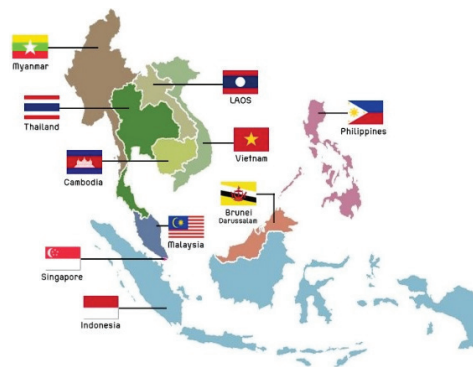 Myanmar
LAOS
Thailand
Philippines
Vietnam
Cambodia
Brunei
Darussalam
Malaysia
Singapore
Indonesia